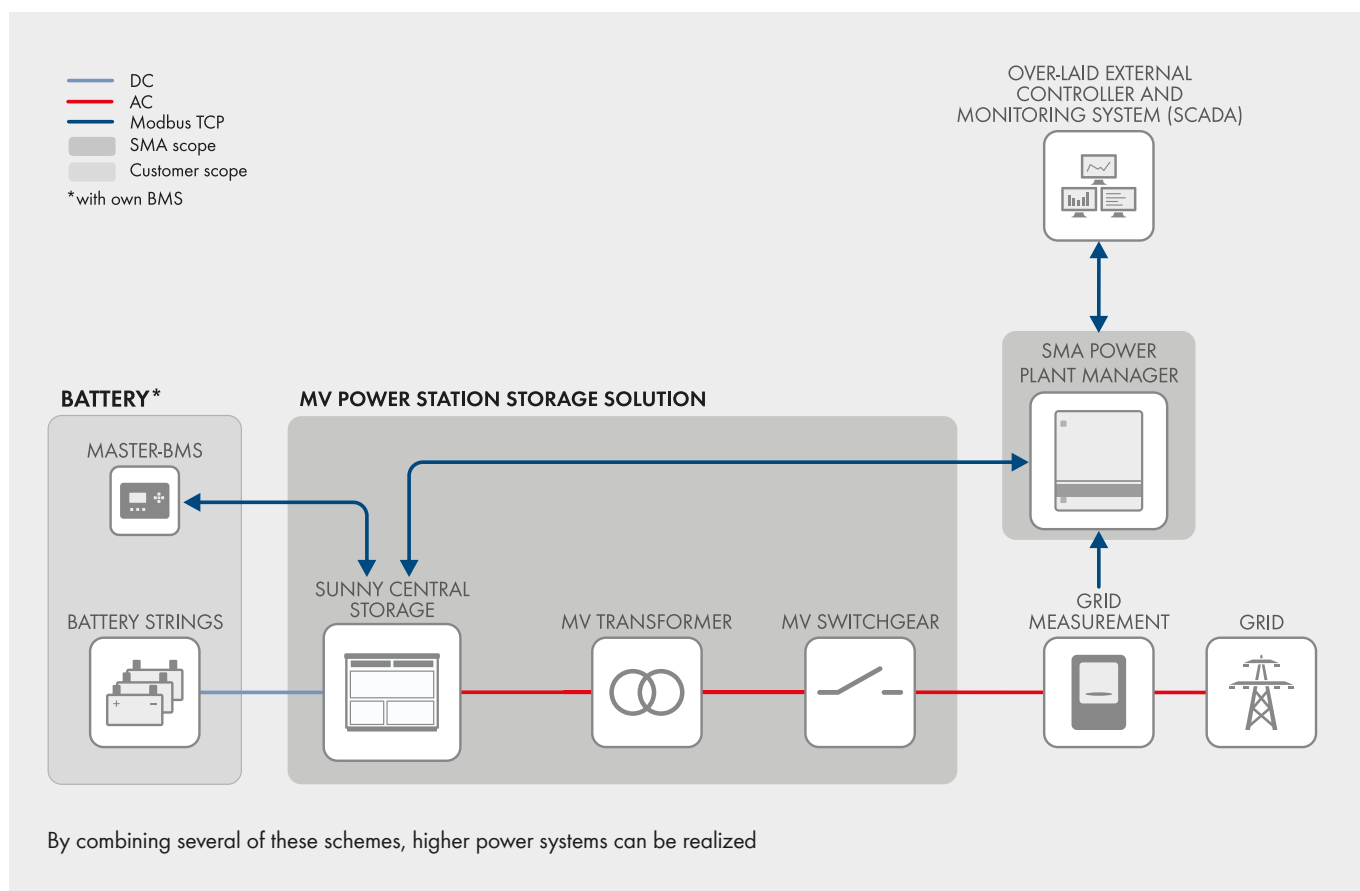 DC
AC
Modbus TCP
SMA scope
Customer scope
*with own BMS
OVER-LAID EXTERNAL
CONTROLLER AND
MONITORING SYSTEM (SCADA)
SMA POWER
PLANT MANAGER
BATTERY*
MV POWER STATION STORAGE SOLUTION
MASTER-BMS
SUNNY CENTRAL
STORAGE
BATTERY STRINGS
MV TRANSFORMER
MV SWITCHGEAR
GRID
MEASUREMENT
GRID
+ –
By combining several of these schemes, higher power systems can be realized